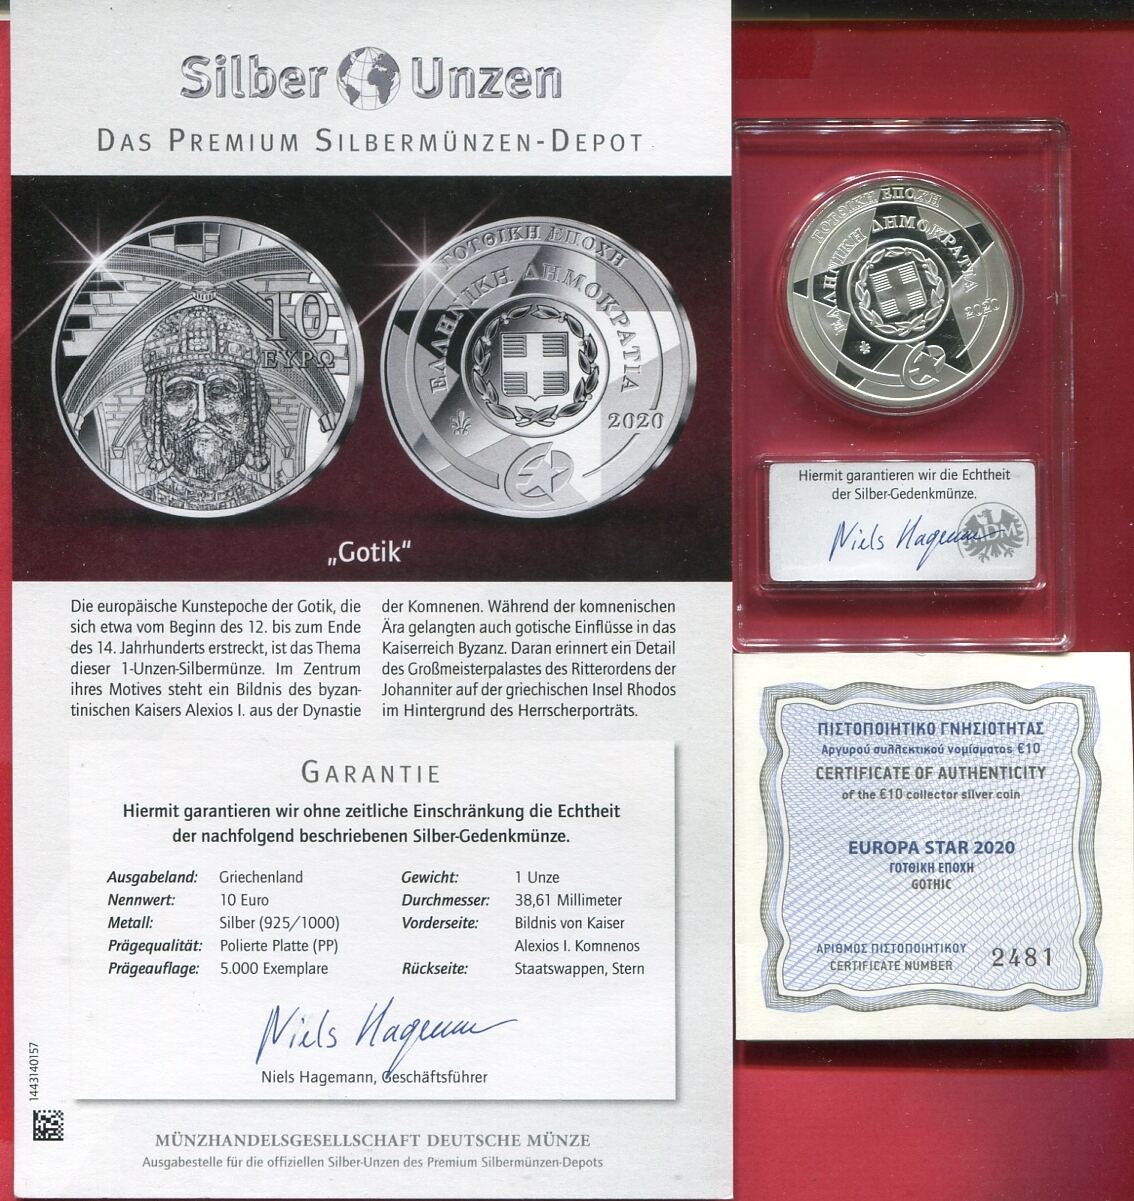 Silber Unzen
DAS PREMIUM SILBERMÜNZEN-DEPOT
10
ΕΥΡΩ
ΓΟΤΘΙΚΗ ΕΠΟΧΗ
ΕΛΛΗΝΙΚΗ ΔΗΜΟΚΡΑΤΙΑ
2020
„Gotik“
Die europäische Kunstepoche der Gotik, die
sich etwa vom Beginn des 12. bis zum Ende
des 14. Jahrhunderts erstreckt, ist das Thema
dieser 1-Unzen-Silbermünze. Im Zentrum
ihres Motives steht ein Bildnis des byzan-
tinischen Kaisers Alexios I. aus der Dynastie
der Komnenen. Während der komnenischen
Ära gelangten auch gotische Einflüsse in das
Kaiserreich Byzanz. Daran erinnert ein Detail
des Großmeisterpalastes des Ritterordens der
Johanniter auf der griechischen Insel Rhodos
im Hintergrund des Herrscherporträts.
GARANTIE
Hiermit garantieren wir ohne zeitliche Einschränkung die Echtheit
der nachfolgend beschriebenen Silber-Gedenkmünze.
Ausgabeland: Griechenland
Nennwert: 10 Euro
Metall: Silber (925/1000)
Prägequalität: Polierte Platte (PP)
Prägeauflage: 5.000 Exemplare
Gewicht: 1 Unze
Durchmesser: 38,61 Millimeter
Vorderseite: Bildnis von Kaiser
Alexios I. Komnenos
Rückseite: Staatswappen, Stern
Niels Hagemann
Niels Hagemann, Geschäftsführer
1443140157
MÜNZHANDELSGESELLSCHAFT DEUTSCHE MÜNZE
Ausgabestelle für die offiziellen Silber-Unzen des Premium Silbermünzen-Depots
ΓΟΤΘΙΚΗ ΕΠΟΧΗ
ΕΛΛΗΝΙΚΗ ΔΗΜΟΚΡΑΤΙΑ
2020
Hiermit garantieren wir die Echtheit
der Silber-Gedenkmünze.
Niels Hagemann
MDM
ΠΙΣΤΟΠΟΙΗΤΙΚΟ ΓΝΗΣΙΟΤΗΤΑΣ
Αργυρού συλλεκτικού νομίσματος €10
CERTIFICATE OF AUTHENTICITY
of the €10 collector silver coin
EUROPA STAR 2020
ΓΟΤΘΙΚΗ ΕΠΟΧΗ
GOTHIC
ΑΡΙΘΜΟΣ ΠΙΣΤΟΠΟΙΗΤΙΚΟΥ
CERTIFICATE NUMBER
2481